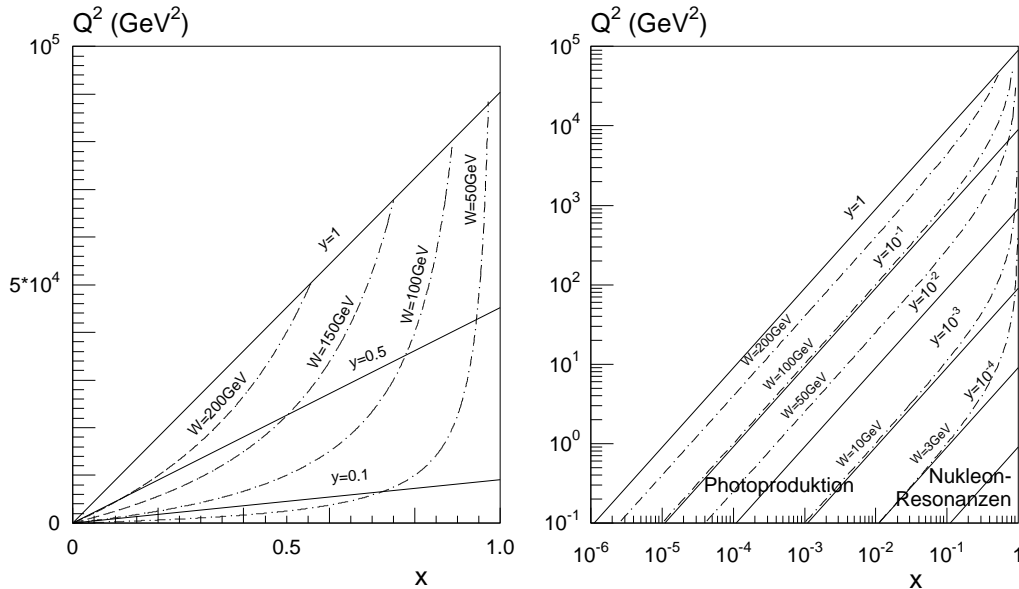 Q² (GeV²)
10⁵
5*10⁴
0
y=1
y=0.5
y=0.1
W=200GeV
W=150GeV
W=100GeV
W=50GeV
0
0.5
1.0
x
Q² (GeV²)
10⁵
10⁴
10³
10²
10¹
10⁰
10⁻¹
y=1
y=10⁻¹
y=10⁻²
y=10⁻³
y=10⁻⁴
W=200GeV
W=100GeV
W=50GeV
W=10GeV
W=3GeV
Photoproduktion
Nukleon-
Resonanzen
10⁻⁶
10⁻⁵
10⁻⁴
10⁻³
10⁻²
10⁻¹
1
x